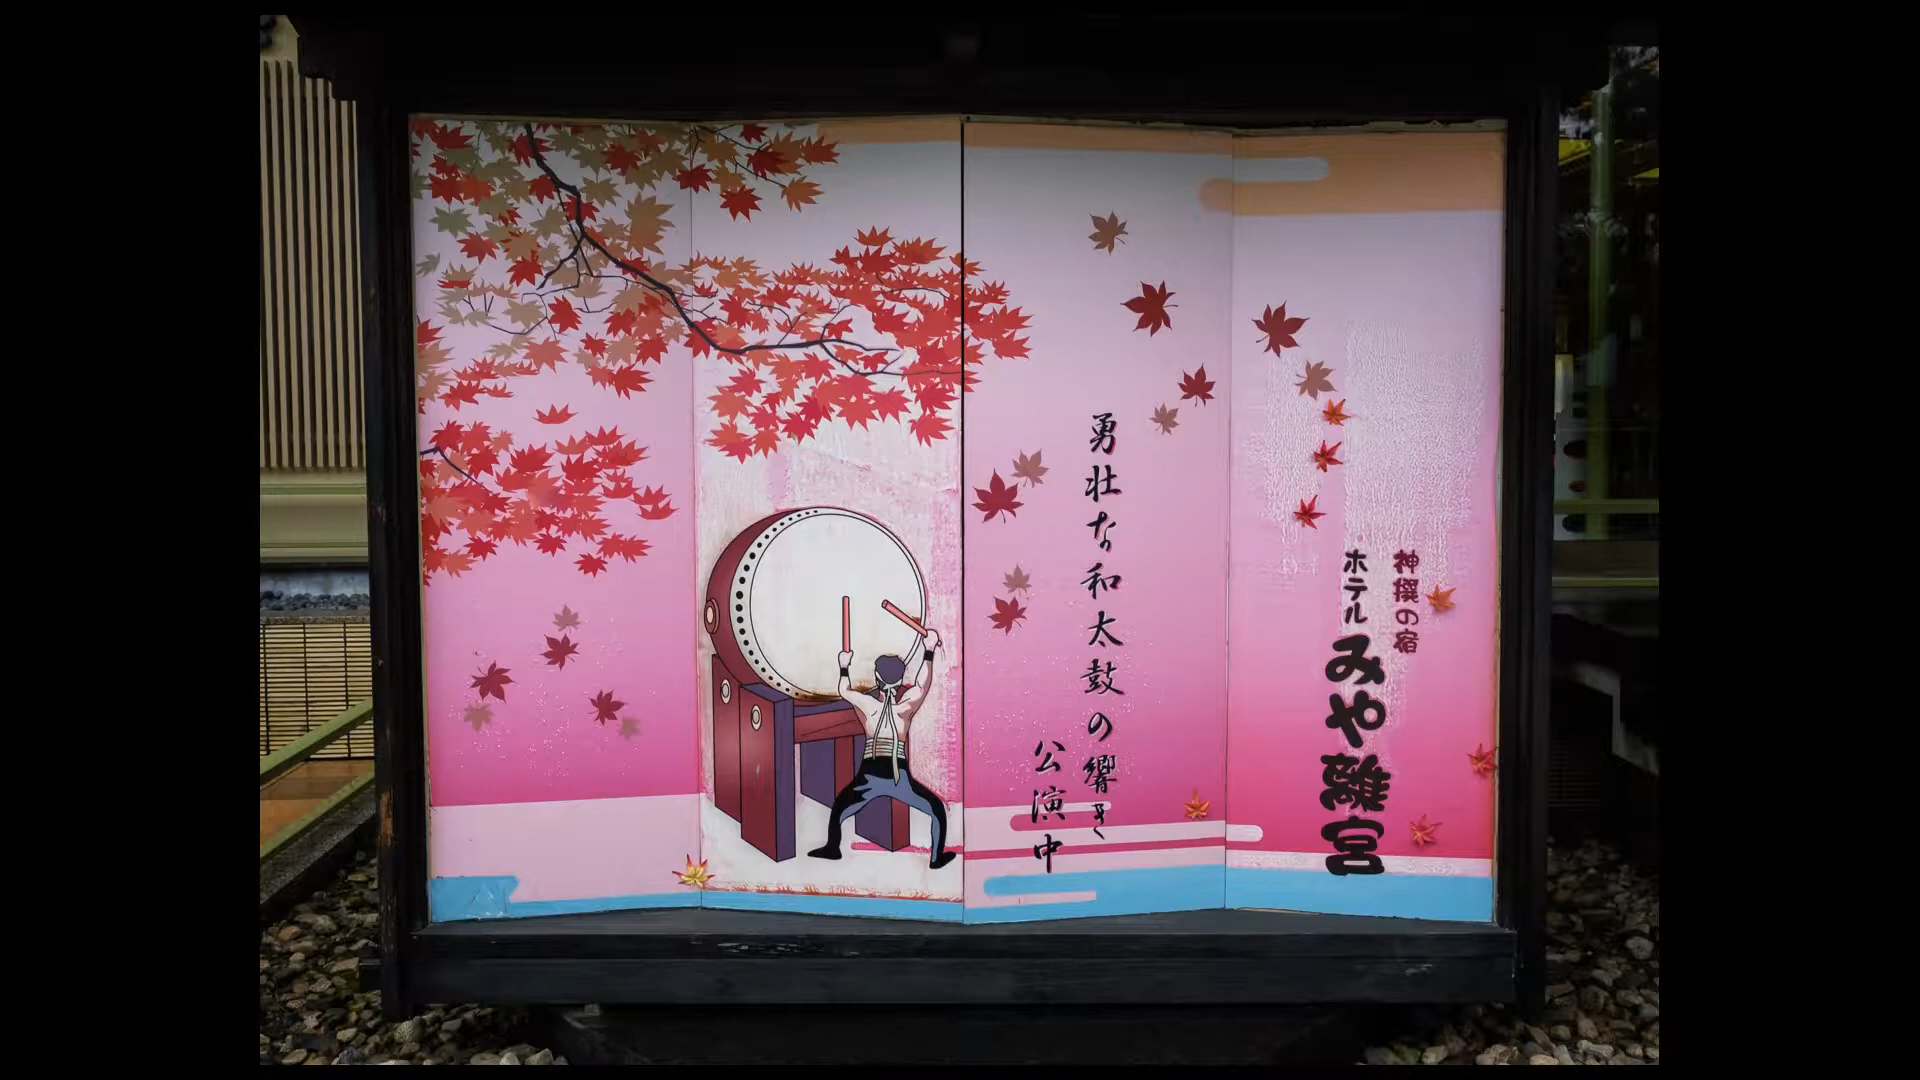 神撰の宿
ホテル
みや離宮
勇壮な和太鼓の響き
公演中